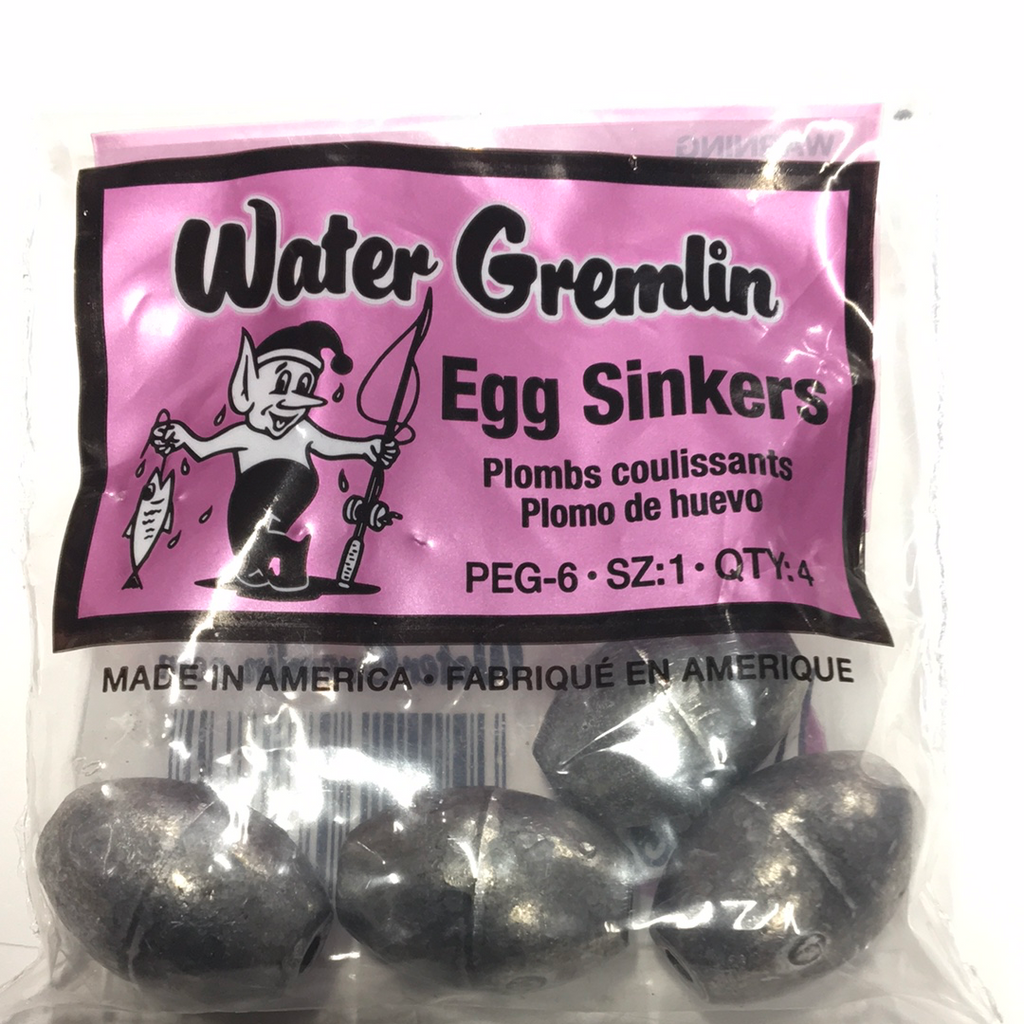 WARNING
Water Gremlin
Egg Sinkers
Plombs coulissants
Plomo de huevo
PEG-6 • SZ:1 • QTY:4
MADE IN AMERICA • FABRIQUÉ EN AMERIQUE